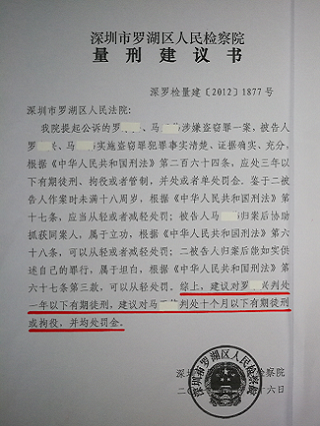 深圳市罗湖区人民检察院
量刑建议书
深罗检量建〔2012〕1877号
深圳市罗湖区人民法院:
我院提起公诉的罗 、马 涉嫌盗窃罪一案,被告人
罗 、马 实施盗窃罪犯罪事实清楚、证据确实、充分,
根据《中华人民共和国刑法》第二百六十四条,应处三年以
下有期徒刑、拘役或者管制,并处或者单处罚金。鉴于二被
告人作案时未满十八周岁,根据《中华人民共和国刑法》第
十七条,应当从轻或者减轻处罚;被告人马 归案后协助
抓获同案人,属于立功,根据《中华人民共和国刑法》第六
十八条,可以从轻或者减轻处罚;二被告人归案后能如实供
述自己的罪行,属于坦白,根据《中华人民共和国刑法》第
六十七条第三款,可以从轻处罚。综上,建议对罗 判处
一年以下有期徒刑,建议对马 判处十个月以下有期徒刑
或拘役,并均处罚金。
深圳 检察院
二〇 十六日